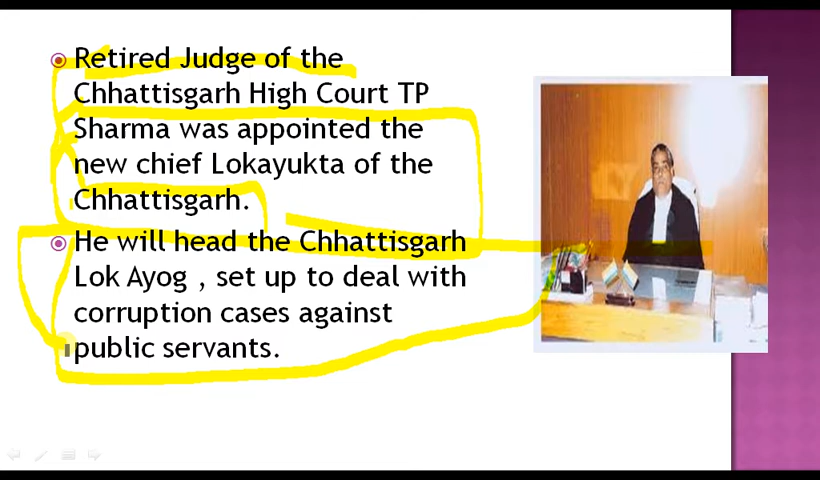 Retired Judge of the
Chhattisgarh High Court TP
Sharma was appointed the
new chief Lokayukta of the
Chhattisgarh.
He will head the Chhattisgarh
Lok Ayog , set up to deal with
corruption cases against
public servants.